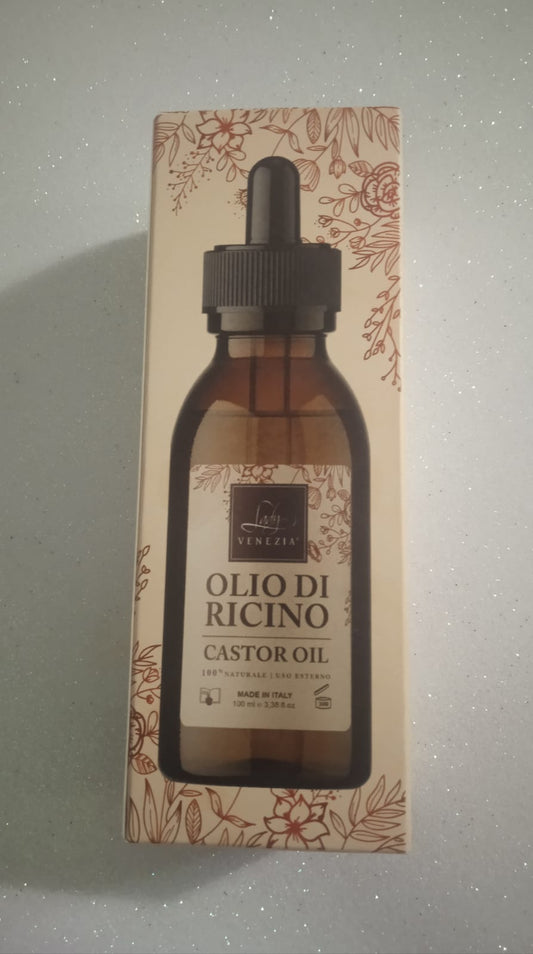 Lady
VENEZIA
OLIO DI
RICINO
CASTOR OIL
100% NATURALE | USO ESTERNO
MADE IN ITALY
100 ml e 3,38 fl.oz